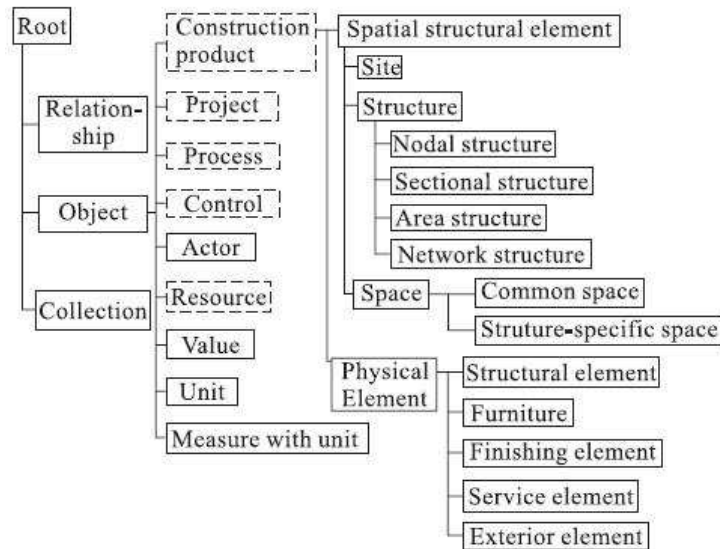 Root
Relation-
ship
Object
Collection
Construction
product
Project
Process
Control
Actor
Resource
Value
Unit
Measure with unit
Spatial structural element
Site
Structure
Nodal structure
Sectional structure
Area structure
Network structure
Space
Common space
Struture-specific space
Physical
Element
Structural element
Furniture
Finishing element
Service element
Exterior element